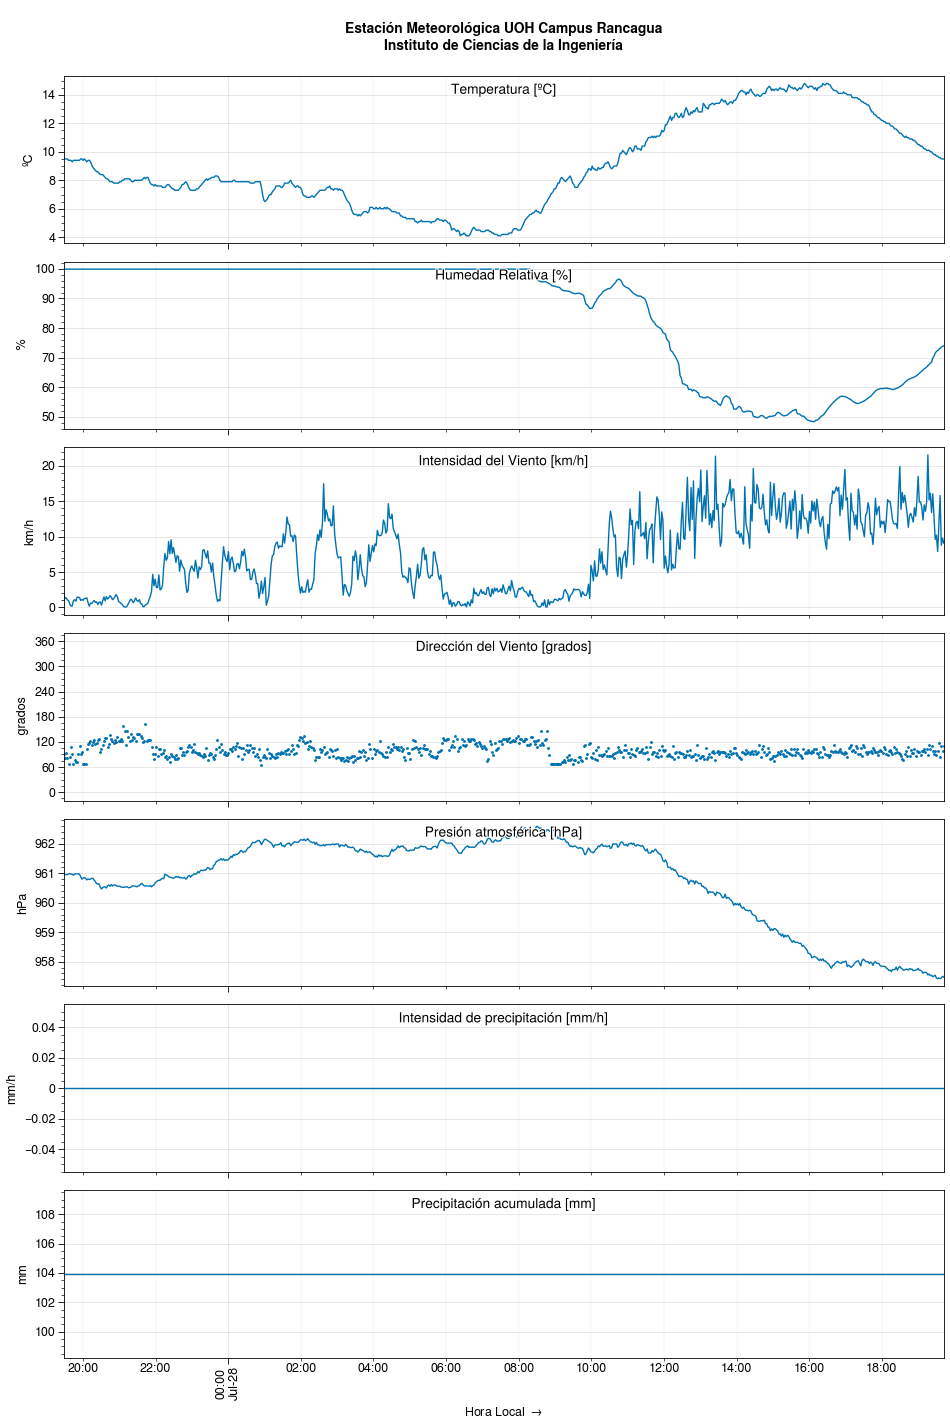 Estación Meteorológica UOH Campus Rancagua
Instituto de Ciencias de la Ingeniería
Temperatura [ºC]
ºC
14
12
10
8
6
4
Humedad Relativa [%]
%
100
90
80
70
60
50
Intensidad del Viento [km/h]
km/h
20
15
10
5
0
Dirección del Viento [grados]
grados
360
300
240
180
120
60
0
Presión atmosférica [hPa]
hPa
962
961
960
959
958
Intensidad de precipitación [mm/h]
mm/h
0.04
0.02
0
−0.02
−0.04
Precipitación acumulada [mm]
mm
108
106
104
102
100
20:00 22:00 00:00 02:00 04:00 06:00 08:00 10:00 12:00 14:00 16:00 18:00
Jul-28
Hora Local →